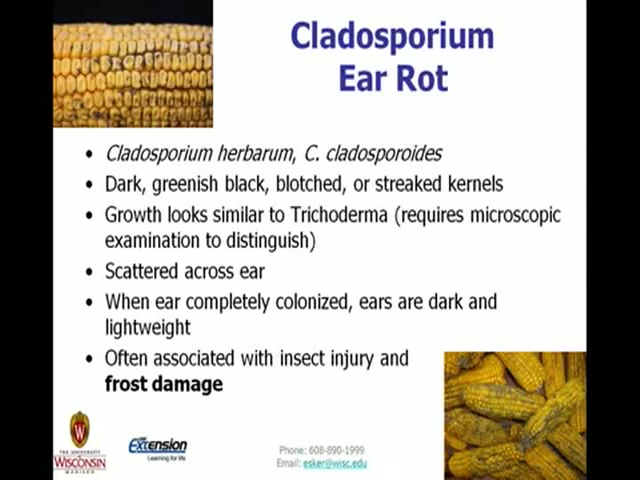 Cladosporium
Ear Rot
• Cladosporium herbarum, C. cladosporoides
• Dark, greenish black, blotched, or streaked kernels
• Growth looks similar to Trichoderma (requires microscopic
examination to distinguish)
• Scattered across ear
• When ear completely colonized, ears are dark and
lightweight
• Often associated with insect injury and
frost damage
W
THE UNIVERSITY
of
WISCONSIN
MADISON
Extension
Learning for life
Phone: 608-890-1999
Email: esker@wisc.edu